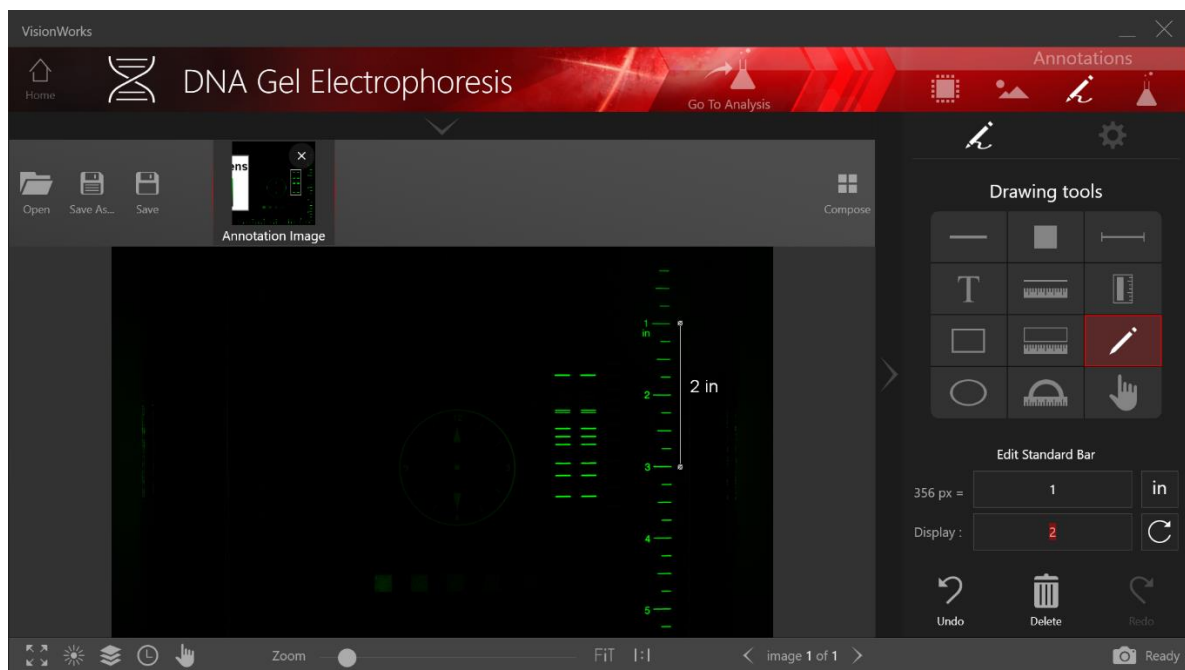 VisionWorks
Home
DNA Gel Electrophoresis
Go To Analysis
Annotations
Open
Save As...
Save
ens
Annotation Image
Compose
Drawing tools
T
1
in
2
3
4
5
2 in
Edit Standard Bar
356 px = 1 in
Display : 2
Undo
Delete
Redo
Zoom
FiT
1:1
image 1 of 1
Ready